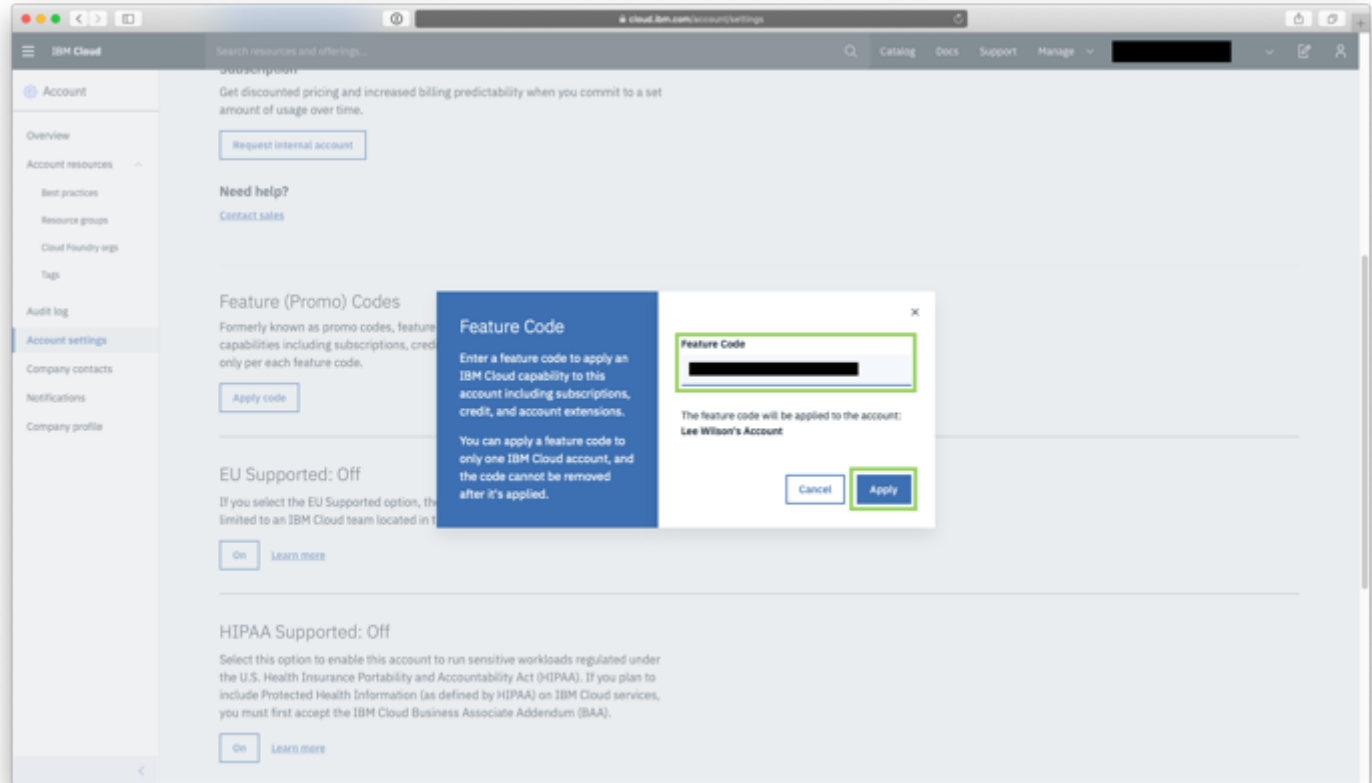 cloud.ibm.com/account/settings
IBM Cloud
Search resources and offerings...
Catalog Docs Support Manage
Account
Overview
Account resources
Best practices
Resource groups
Cloud Foundry orgs
Tags
Audit log
Account settings
Company contacts
Notifications
Company profile
Subscription
Get discounted pricing and increased billing predictability when you commit to a set
amount of usage over time.
Request internal account
Need help?
Contact sales
Feature (Promo) Codes
Formerly known as promo codes, feature
capabilities including subscriptions, cred
only per each feature code.
Apply code
EU Supported: Off
If you select the EU Supported option, the
limited to an IBM Cloud team located in t
On Learn more
HIPAA Supported: Off
Select this option to enable this account to run sensitive workloads regulated under
the U.S. Health Insurance Portability and Accountability Act (HIPAA). If you plan to
include Protected Health Information (as defined by HIPAA) on IBM Cloud services,
you must first accept the IBM Cloud Business Associate Addendum (BAA).
On Learn more
Feature Code
Enter a feature code to apply an
IBM Cloud capability to this
account including subscriptions,
credit, and account extensions.
You can apply a feature code to
only one IBM Cloud account, and
the code cannot be removed
after it's applied.
Feature Code
The feature code will be applied to the account:
Lee Wilson's Account
Cancel Apply